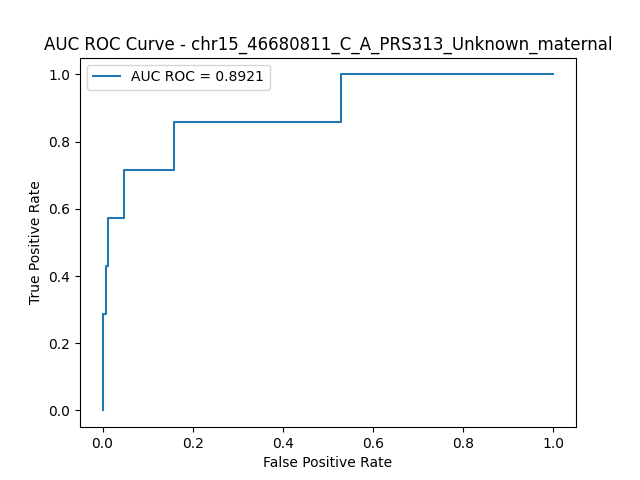 AUC ROC Curve - chr15_46680811_C_A_PRS313_Unknown_maternal
AUC ROC = 0.8921
True Positive Rate
1.0
0.8
0.6
0.4
0.2
0.0
0.0 0.2 0.4 0.6 0.8 1.0
False Positive Rate